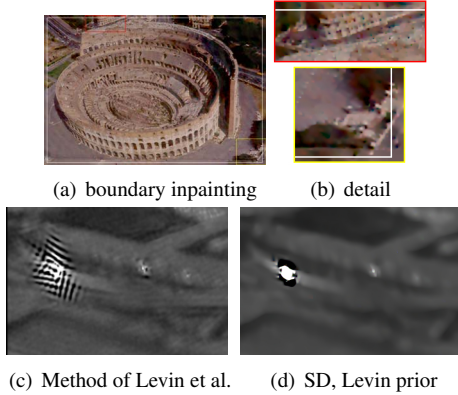 (a) boundary inpainting
(b) detail
(c) Method of Levin et al.
(d) SD, Levin prior